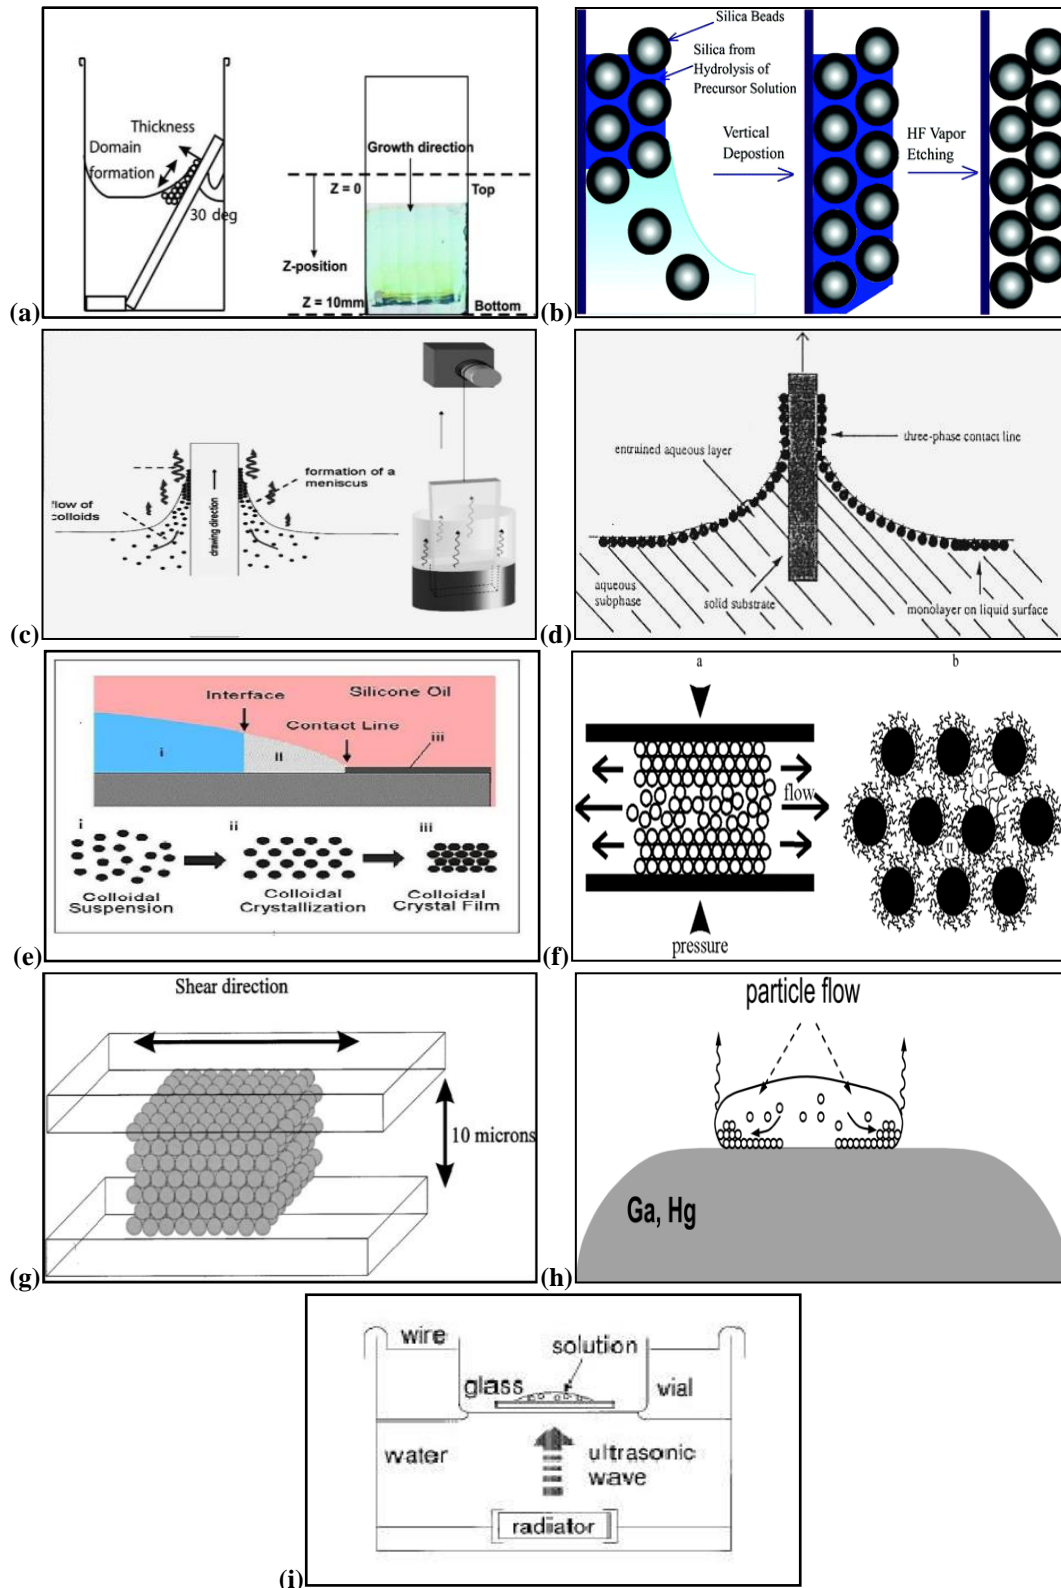 Thickness
Domain
formation
30 deg
Growth direction
Z = 0
Top
Z-position
Z = 10mm
Bottom
(a)
Silica Beads
Silica from
Hydrolysis of
Precursor Solution
Vertical
Depostion
HF Vapor
Etching
(b)
flow of
colloids
drawing direction
formation of a
meniscus
(c)
entrained aqueous layer
three-phase contact line
aqueous
subphase
solid substrate
monolayer on liquid surface
(d)
Interface
Silicone Oil
Contact Line
i
ii
iii
i
ii
iii
Colloidal
Suspension
Colloidal
Crystallization
Colloidal
Crystal Film
(e)
a
b
flow
pressure
I
II
(f)
Shear direction
10 microns
(g)
particle flow
Ga, Hg
(h)
wire
solution
glass
vial
water
ultrasonic
wave
radiator
(i)